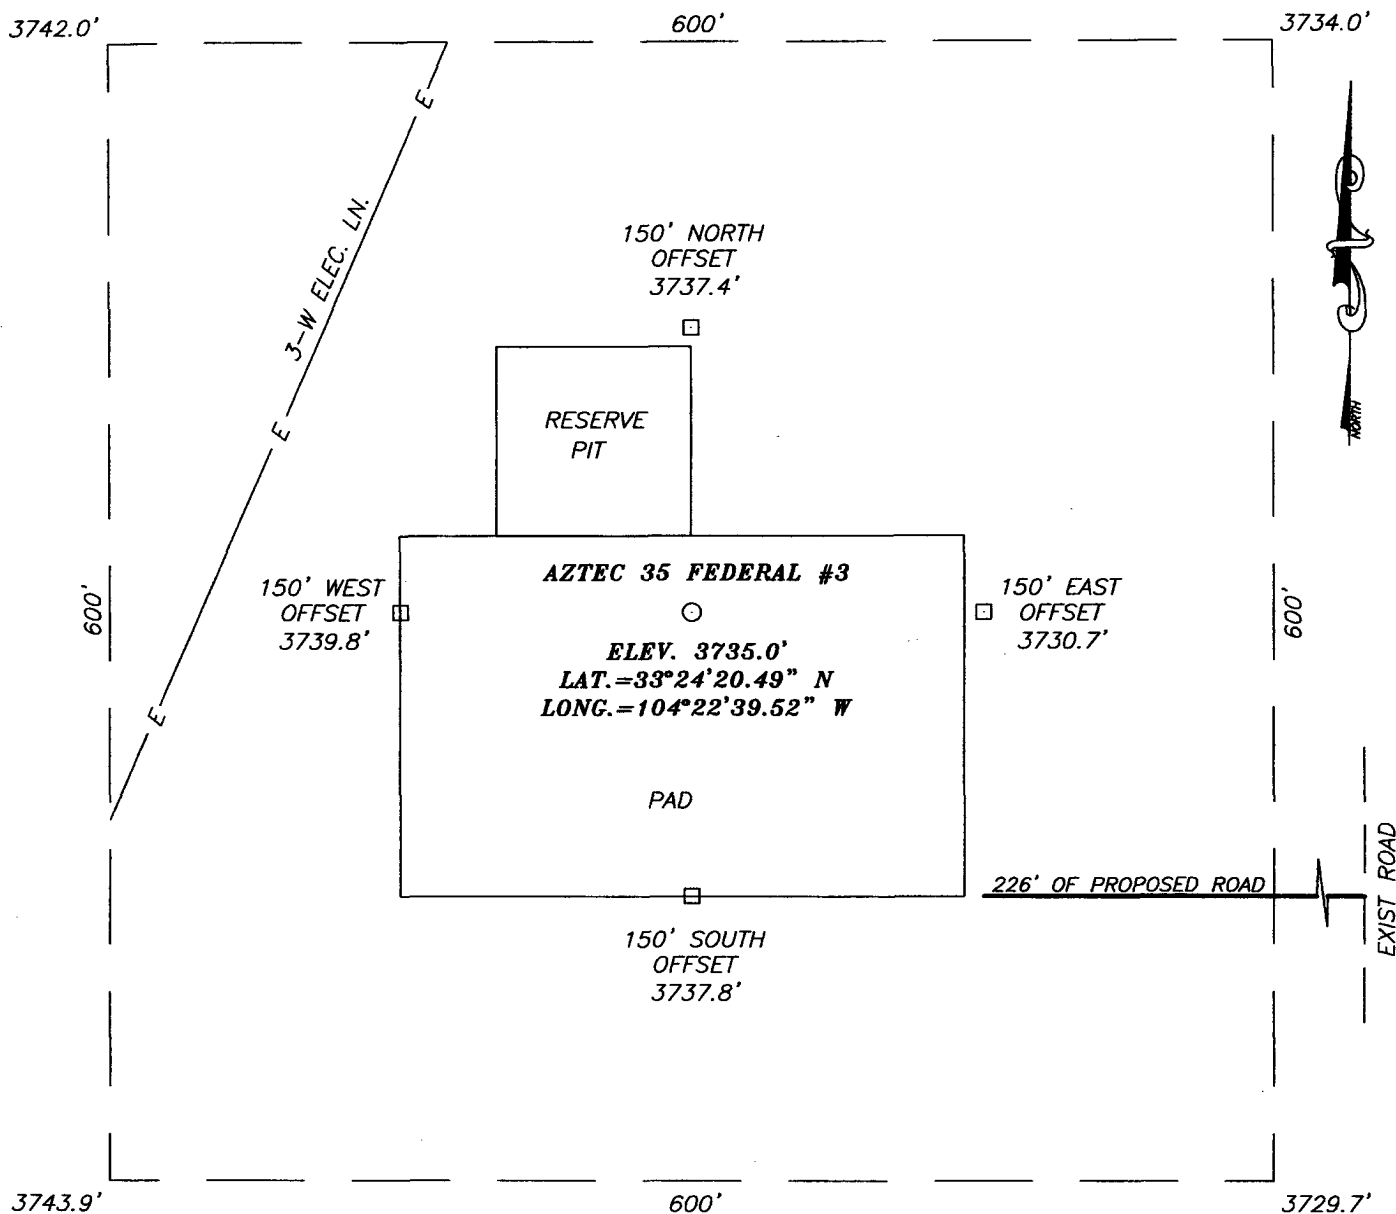 3742.0'
600'
3734.0'
E
3-W ELEC. LN.
150' NORTH
OFFSET
3737.4'
NORTH
E
RESERVE
PIT
600'
150' WEST
OFFSET
3739.8'
AZTEC 35 FEDERAL #3
ELEV. 3735.0'
LAT.=33°24'20.49" N
LONG.=104°22'39.52" W
150' EAST
OFFSET
3730.7'
600'
E
PAD
226' OF PROPOSED ROAD
EXIST ROAD
150' SOUTH
OFFSET
3737.8'
3743.9'
600'
3729.7'